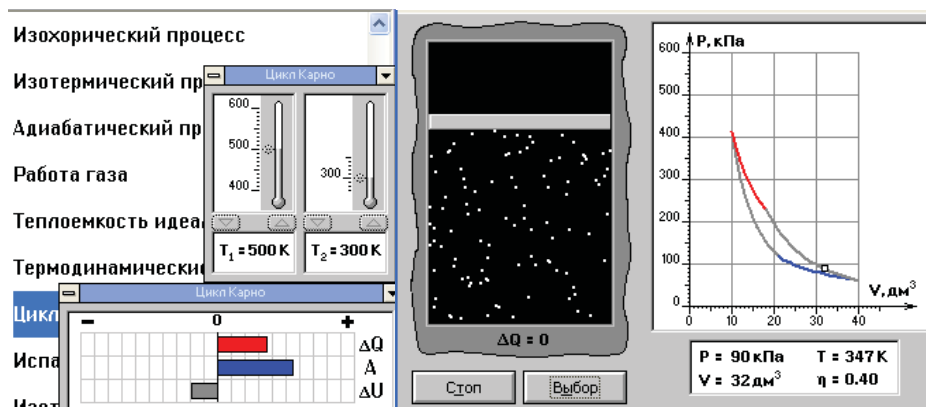 Изохорический процесс
Изотермический пр
Адиабатический пр
Работа газа
Теплоемкость идеа
Термодинамические
Цикл
Испа
Цикл Карно
600
500
400
300
T₁ = 500 K
T₂ = 300 K
Цикл Карно
− 0 +
ΔQ
A
ΔU
ΔQ = 0
Стоп
Выбор
P, кПа
600
500
400
300
200
100
0
0 10 20 30 40
V, дм³
P = 90 кПа T = 347 K
V = 32 дм³ η = 0.40